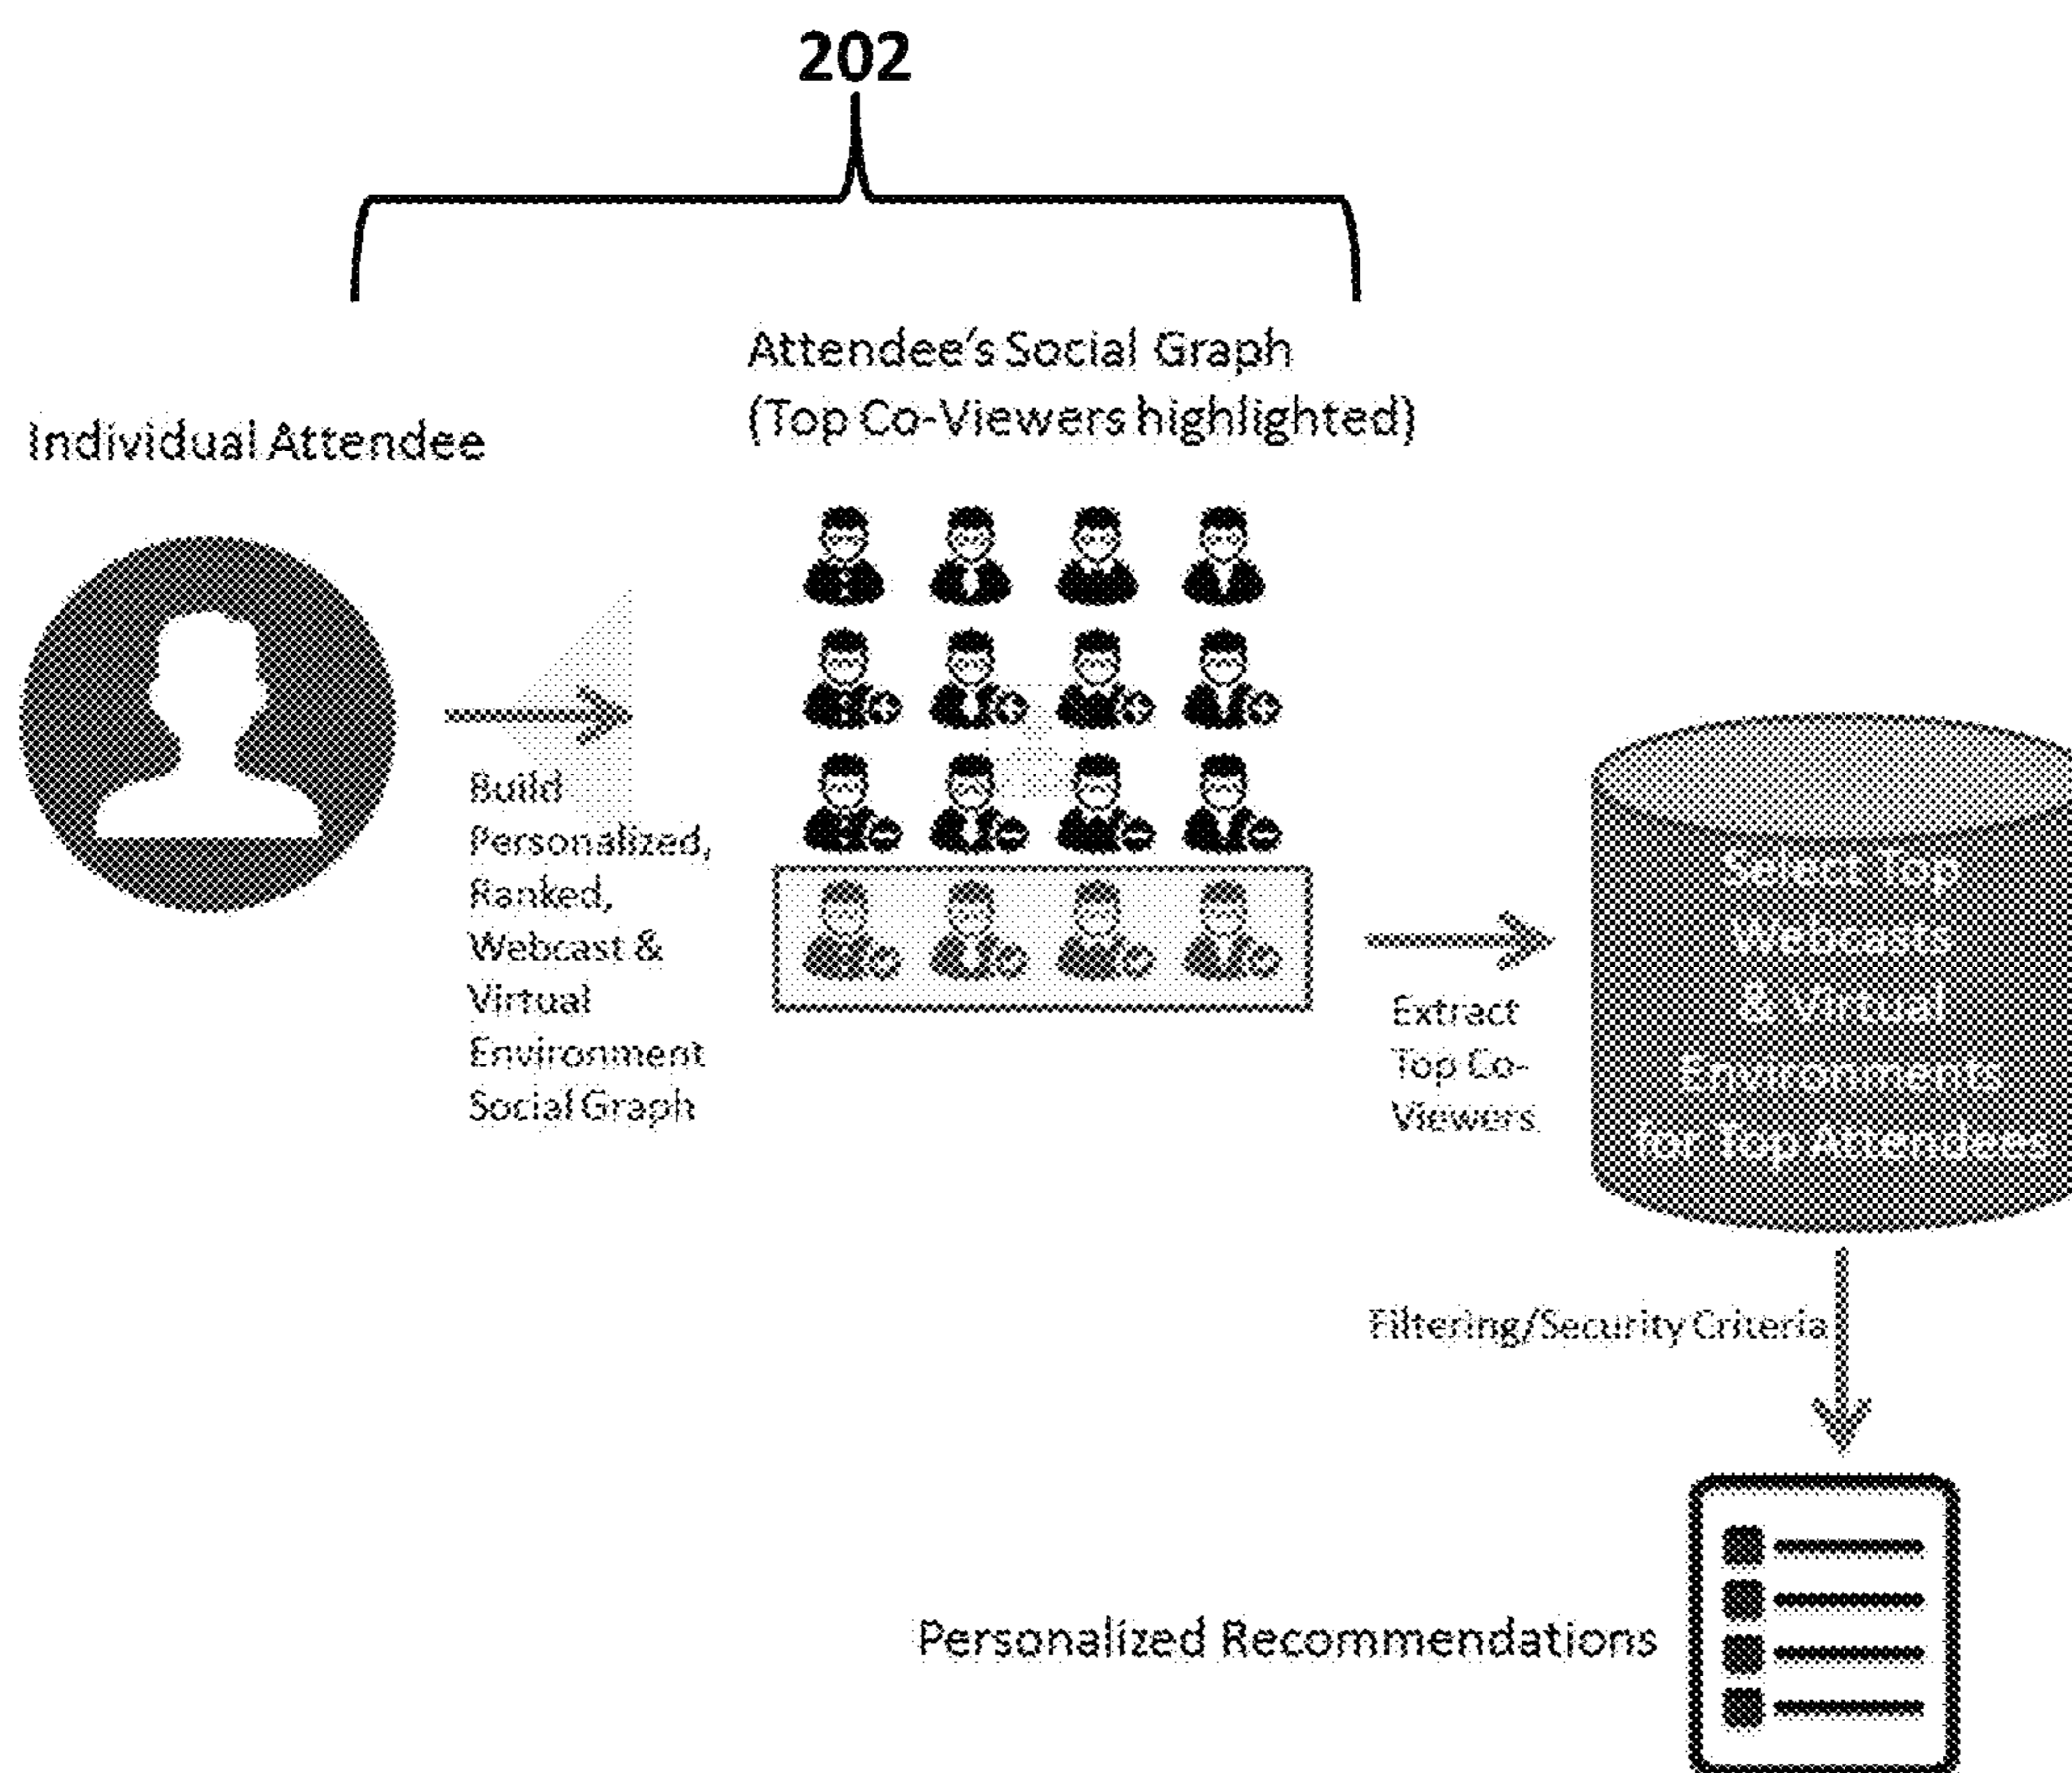 202
Attendee's Social Graph
(Top Co-Viewers highlighted)
Individual Attendee
Build
Personalized,
Ranked,
Webcast &
Virtual
Environment
Social Graph
Extract
Top Co-
Viewers
Select Top
Webcasts
& Virtual
Environments
for Top Attendees
Filtering/Security Criteria
Personalized Recommendations